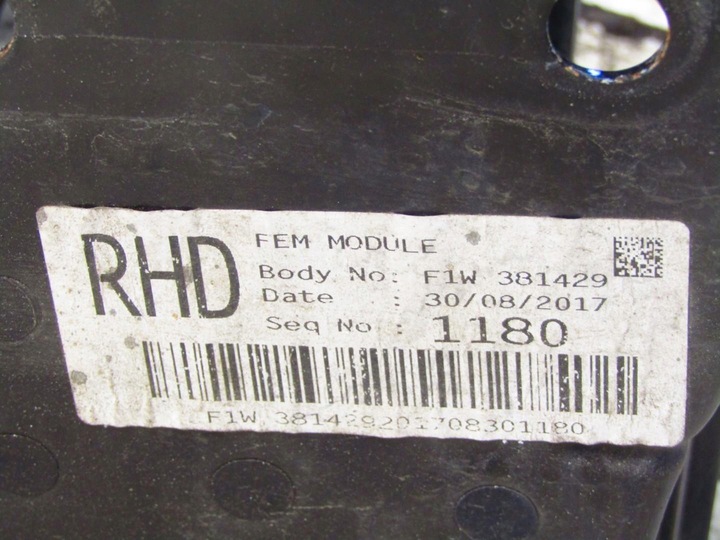 RHD
FEM MODULE
Body No: F1W 381429
Date : 30/08/2017
Seq No : 1180
F1W 381429201708301180